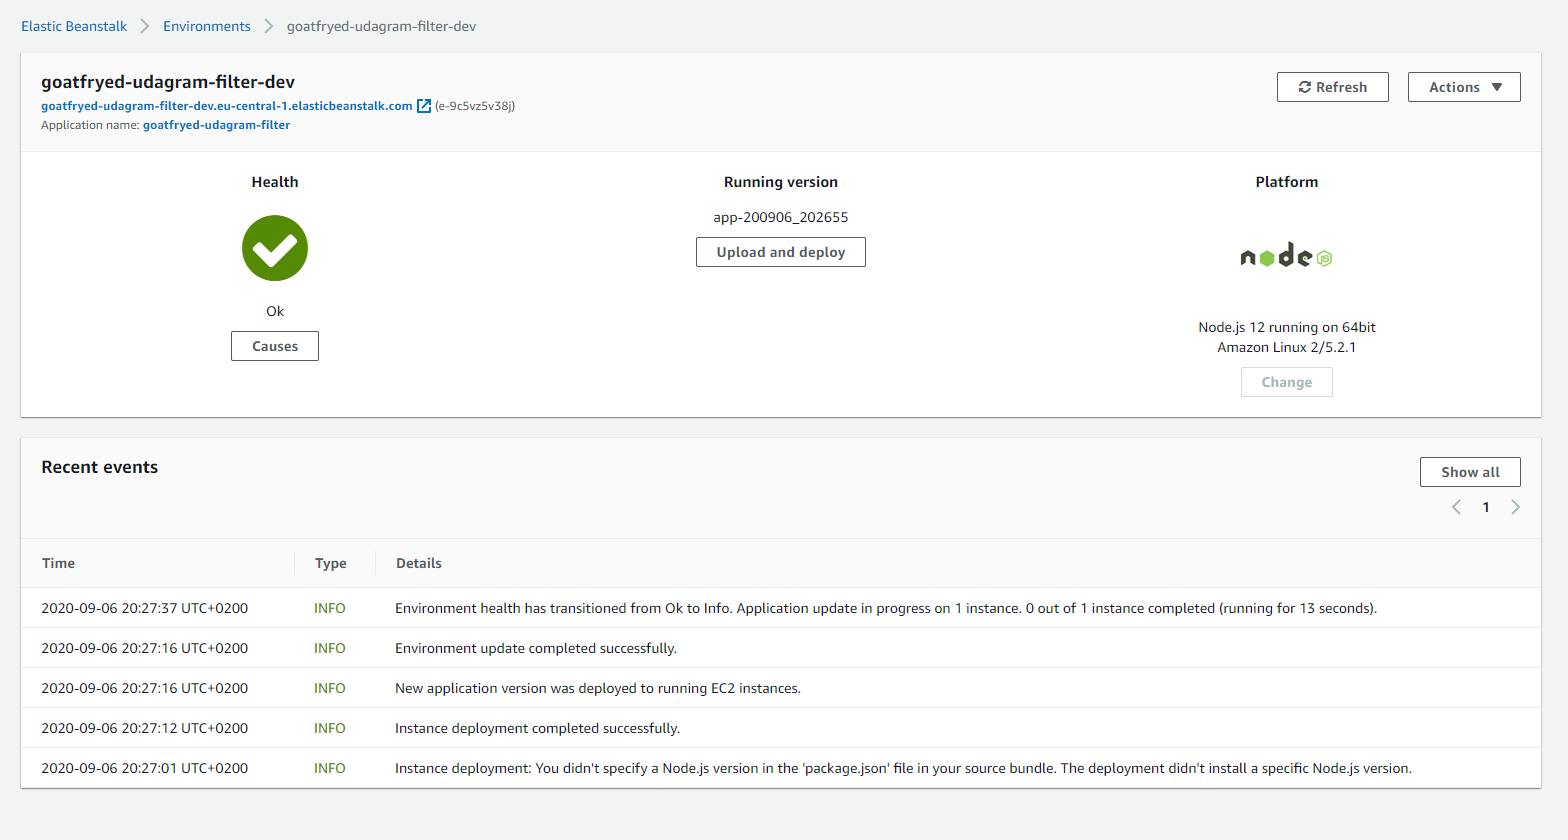 Elastic Beanstalk > Environments > goatfryed-udagram-filter-dev
goatfryed-udagram-filter-dev
Refresh
Actions
goatfryed-udagram-filter-dev.eu-central-1.elasticbeanstalk.com (e-9c5vz5v38j)
Application name: goatfryed-udagram-filter
Health
Ok
Causes
Running version
app-200906_202655
Upload and deploy
Platform
node JS
Node.js 12 running on 64bit
Amazon Linux 2/5.2.1
Change
Recent events
Show all
1
Time Type Details
2020-09-06 20:27:37 UTC+0200 INFO Environment health has transitioned from Ok to Info. Application update in progress on 1 instance. 0 out of 1 instance completed (running for 13 seconds).
2020-09-06 20:27:16 UTC+0200 INFO Environment update completed successfully.
2020-09-06 20:27:16 UTC+0200 INFO New application version was deployed to running EC2 instances.
2020-09-06 20:27:12 UTC+0200 INFO Instance deployment completed successfully.
2020-09-06 20:27:01 UTC+0200 INFO Instance deployment: You didn't specify a Node.js version in the 'package.json' file in your source bundle. The deployment didn't install a specific Node.js version.